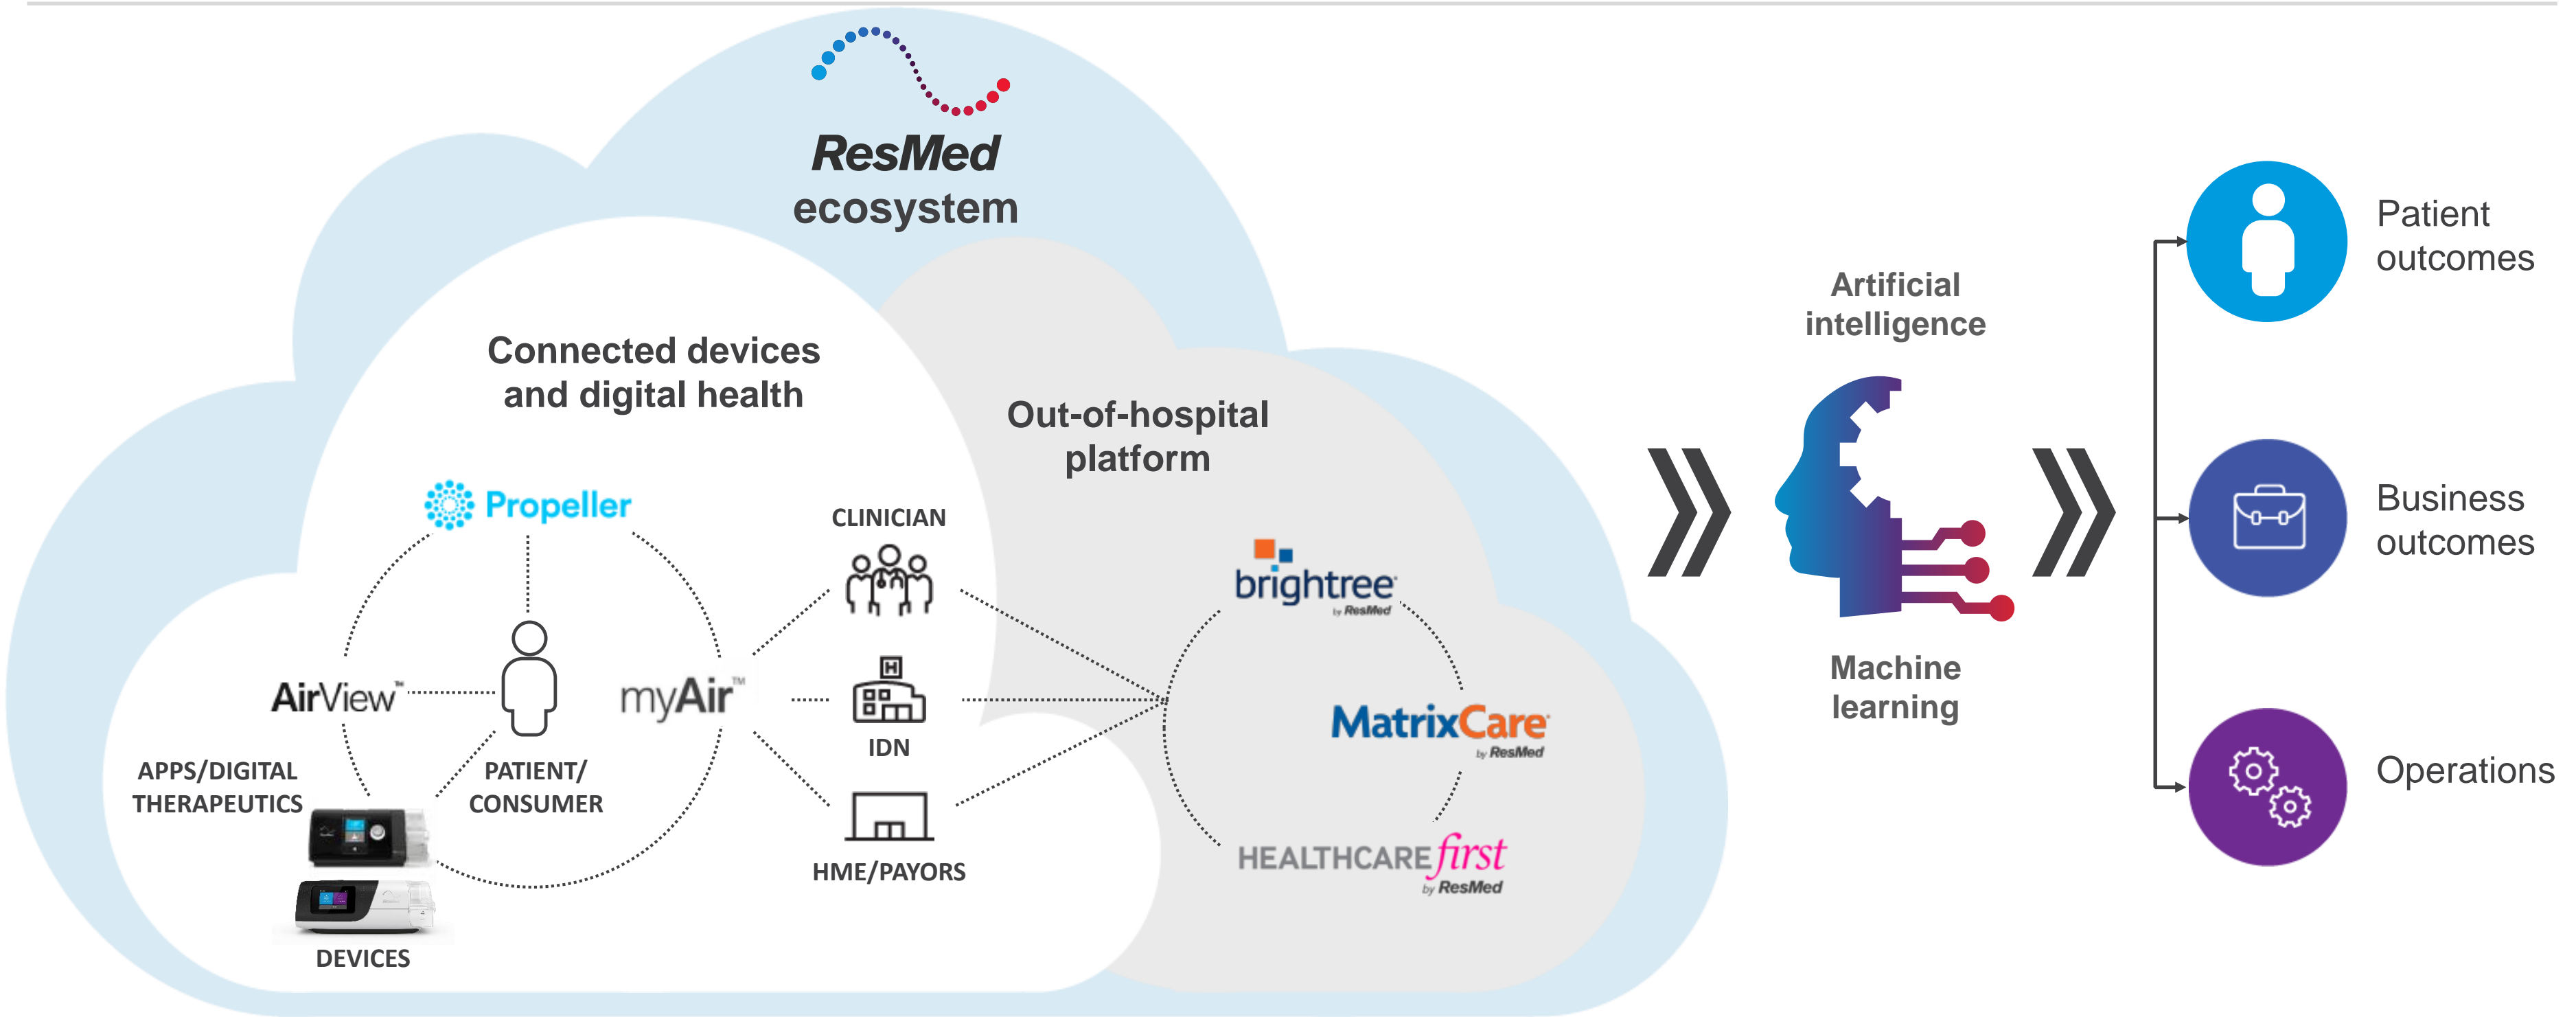 ResMed
ecosystem
Connected devices
and digital health
Out-of-hospital
platform
Propeller
AirView™
myAir™
APPS/DIGITAL
THERAPEUTICS
PATIENT/
CONSUMER
DEVICES
CLINICIAN
H
IDN
HME/PAYORS
brightree
by ResMed
MatrixCare
by ResMed
HEALTHCAREfirst
by ResMed
Artificial
intelligence
Machine
learning
Patient
outcomes
Business
outcomes
Operations